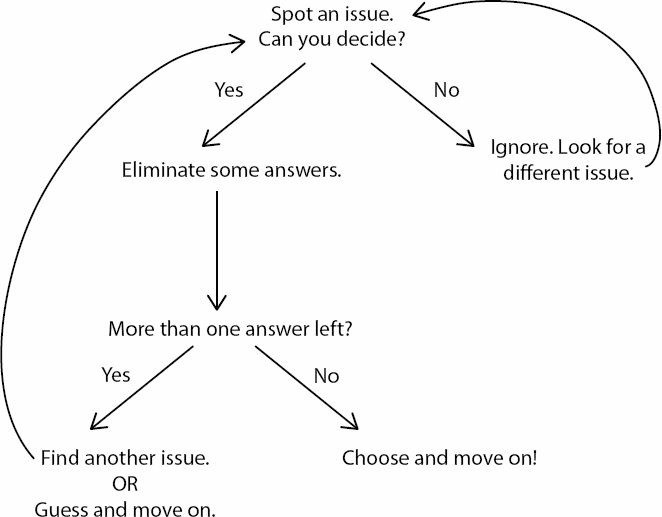 Spot an issue.
Can you decide?
Yes
No
Ignore. Look for a
different issue.
Eliminate some answers.
More than one answer left?
Yes
No
Find another issue.
OR
Guess and move on.
Choose and move on!